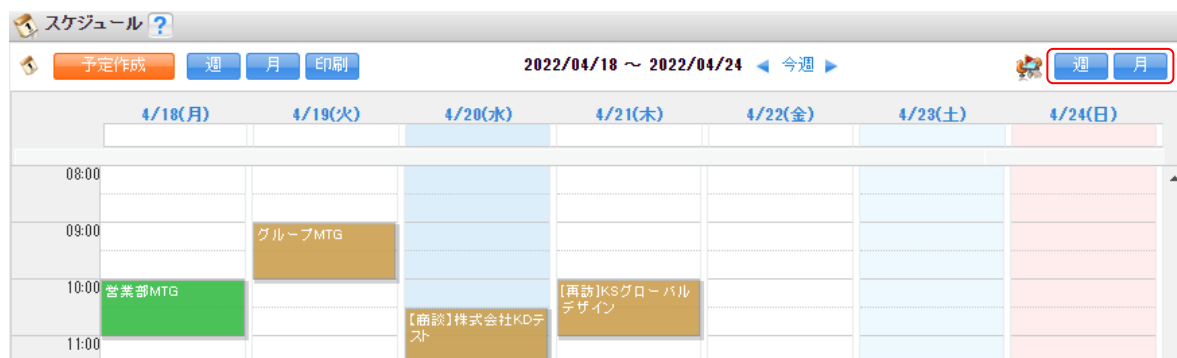 スケジュール ?
予定作成 週 月 印刷 2022/04/18 ～ 2022/04/24 今週 週 月
4/18(月) 4/19(火) 4/20(水) 4/21(木) 4/22(金) 4/23(土) 4/24(日)
08:00
09:00 グループMTG
10:00 営業部MTG 【再訪】KSグローバル
デザイン
【商談】株式会社KDテ
スト
11:00